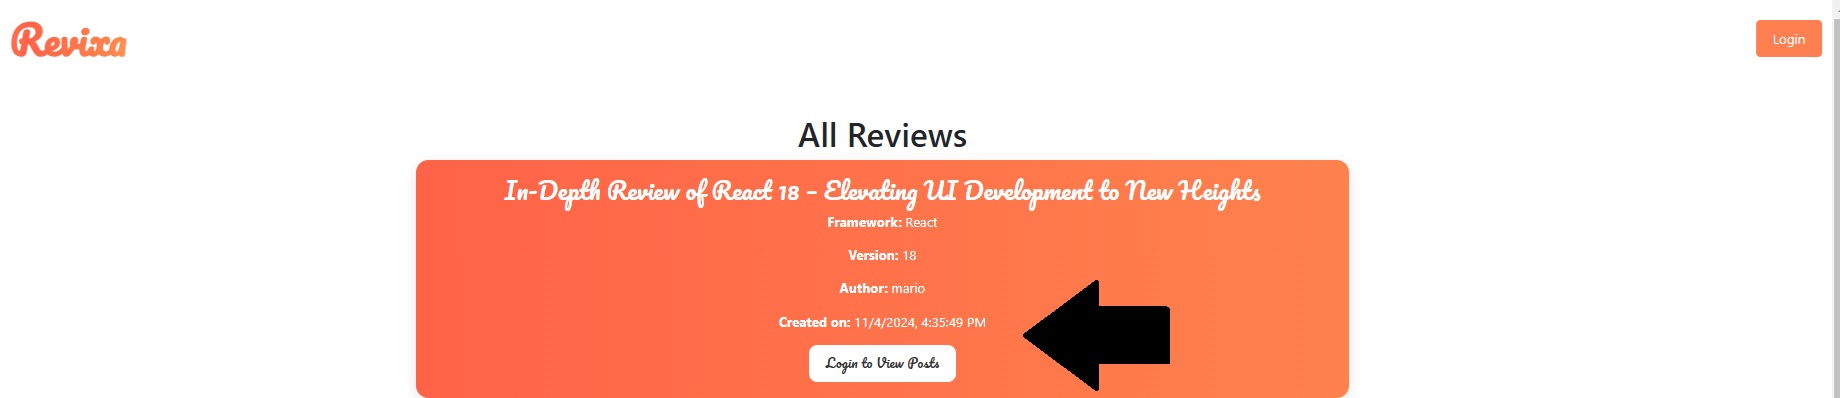 Revixa
Login
All Reviews
In-Depth Review of React 18 – Elevating UI Development to New Heights
Framework: React
Version: 18
Author: mario
Created on: 11/4/2024, 4:35:49 PM
Login to View Posts